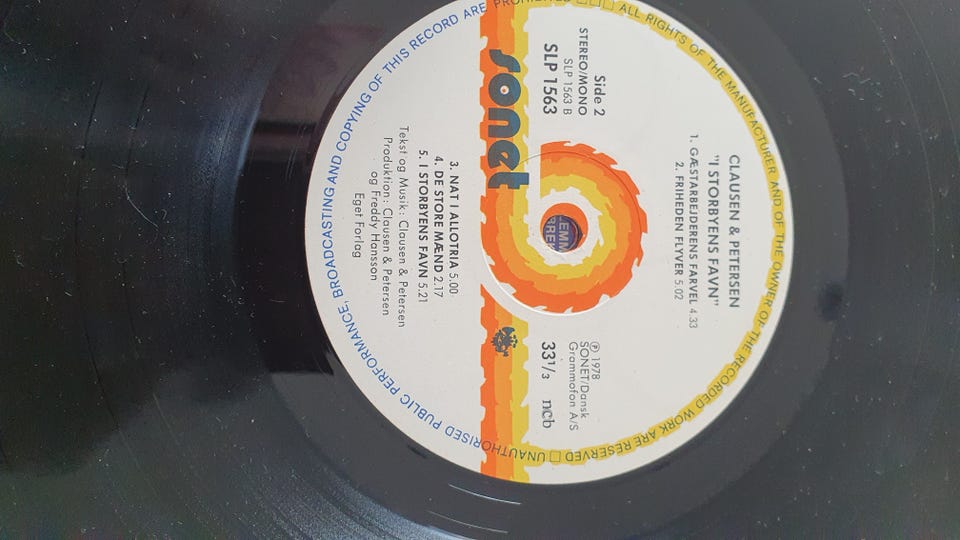 CLAUSEN & PETERSEN
"I STORBYENS FAVN"
1. GÆSTARBEJDERENS FARVEL 4.33
2. FRIHEDEN FLYVER 5.02
Side 2
STEREO/MONO
SLP 1563 B
SLP 1563
Ⓟ 1978
SONET/Dansk
Grammofon A/S
33 1/3 ncb
sonet
3. NAT I ALLOTRIA 5.00
4. DE STORE MÆND 2.17
5. I STORBYENS FAVN 5.21
Tekst og Musik: Clausen & Petersen
Produktion: Clausen & Petersen
og Freddy Hansson
Eget Forlag
ALL RIGHTS OF THE MANUFACTURER AND OF THE OWNER OF THE RECORDED WORK ARE RESERVED
UNAUTHORISED PUBLIC PERFORMANCE, BROADCASTING AND COPYING OF THIS RECORD ARE PROHIBITED